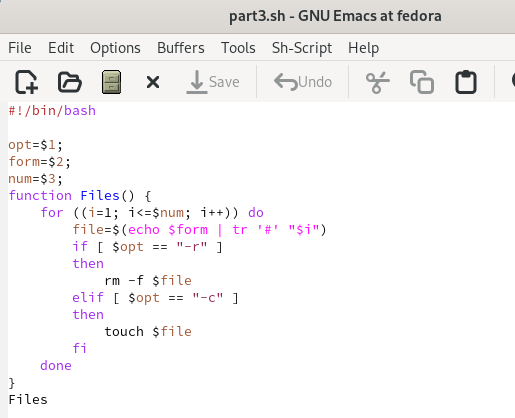 part3.sh - GNU Emacs at fedora
File Edit Options Buffers Tools Sh-Script Help
Save Undo
#!/bin/bash

opt=$1;
form=$2;
num=$3;
function Files() {
    for ((i=1; i<=$num; i++)) do
        file=$(echo $form | tr '#' "$i")
        if [ $opt == "-r" ]
        then
            rm -f $file
        elif [ $opt == "-c" ]
        then
            touch $file
        fi
    done
}
Files